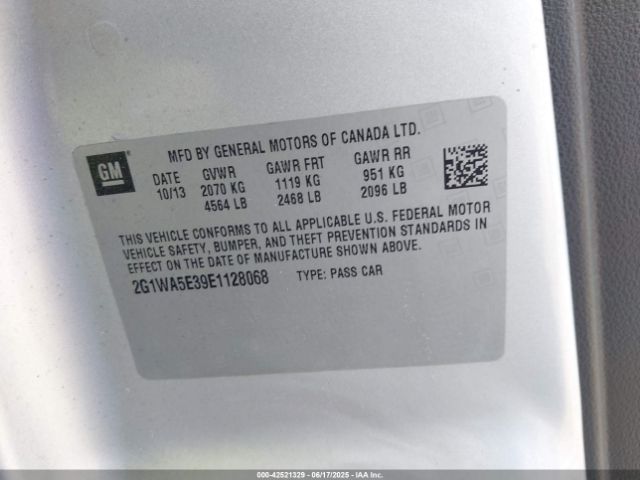 MFD BY GENERAL MOTORS OF CANADA LTD.
GM
DATE GVWR GAWR FRT GAWR RR
10/13 2070 KG 1119 KG 951 KG
4564 LB 2468 LB 2096 LB
THIS VEHICLE CONFORMS TO ALL APPLICABLE U.S. FEDERAL MOTOR
VEHICLE SAFETY, BUMPER, AND THEFT PREVENTION STANDARDS IN
EFFECT ON THE DATE OF MANUFACTURE SHOWN ABOVE.
2G1WA5E39E1128068 TYPE: PASS CAR
000-42521329 - 06/17/2025 - IAAI.COM